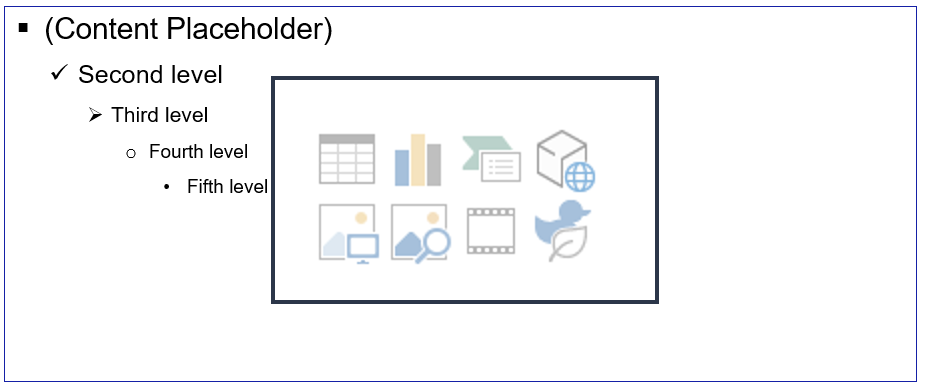 ▪ (Content Placeholder)
✓ Second level
➢ Third level
o Fourth level
• Fifth level